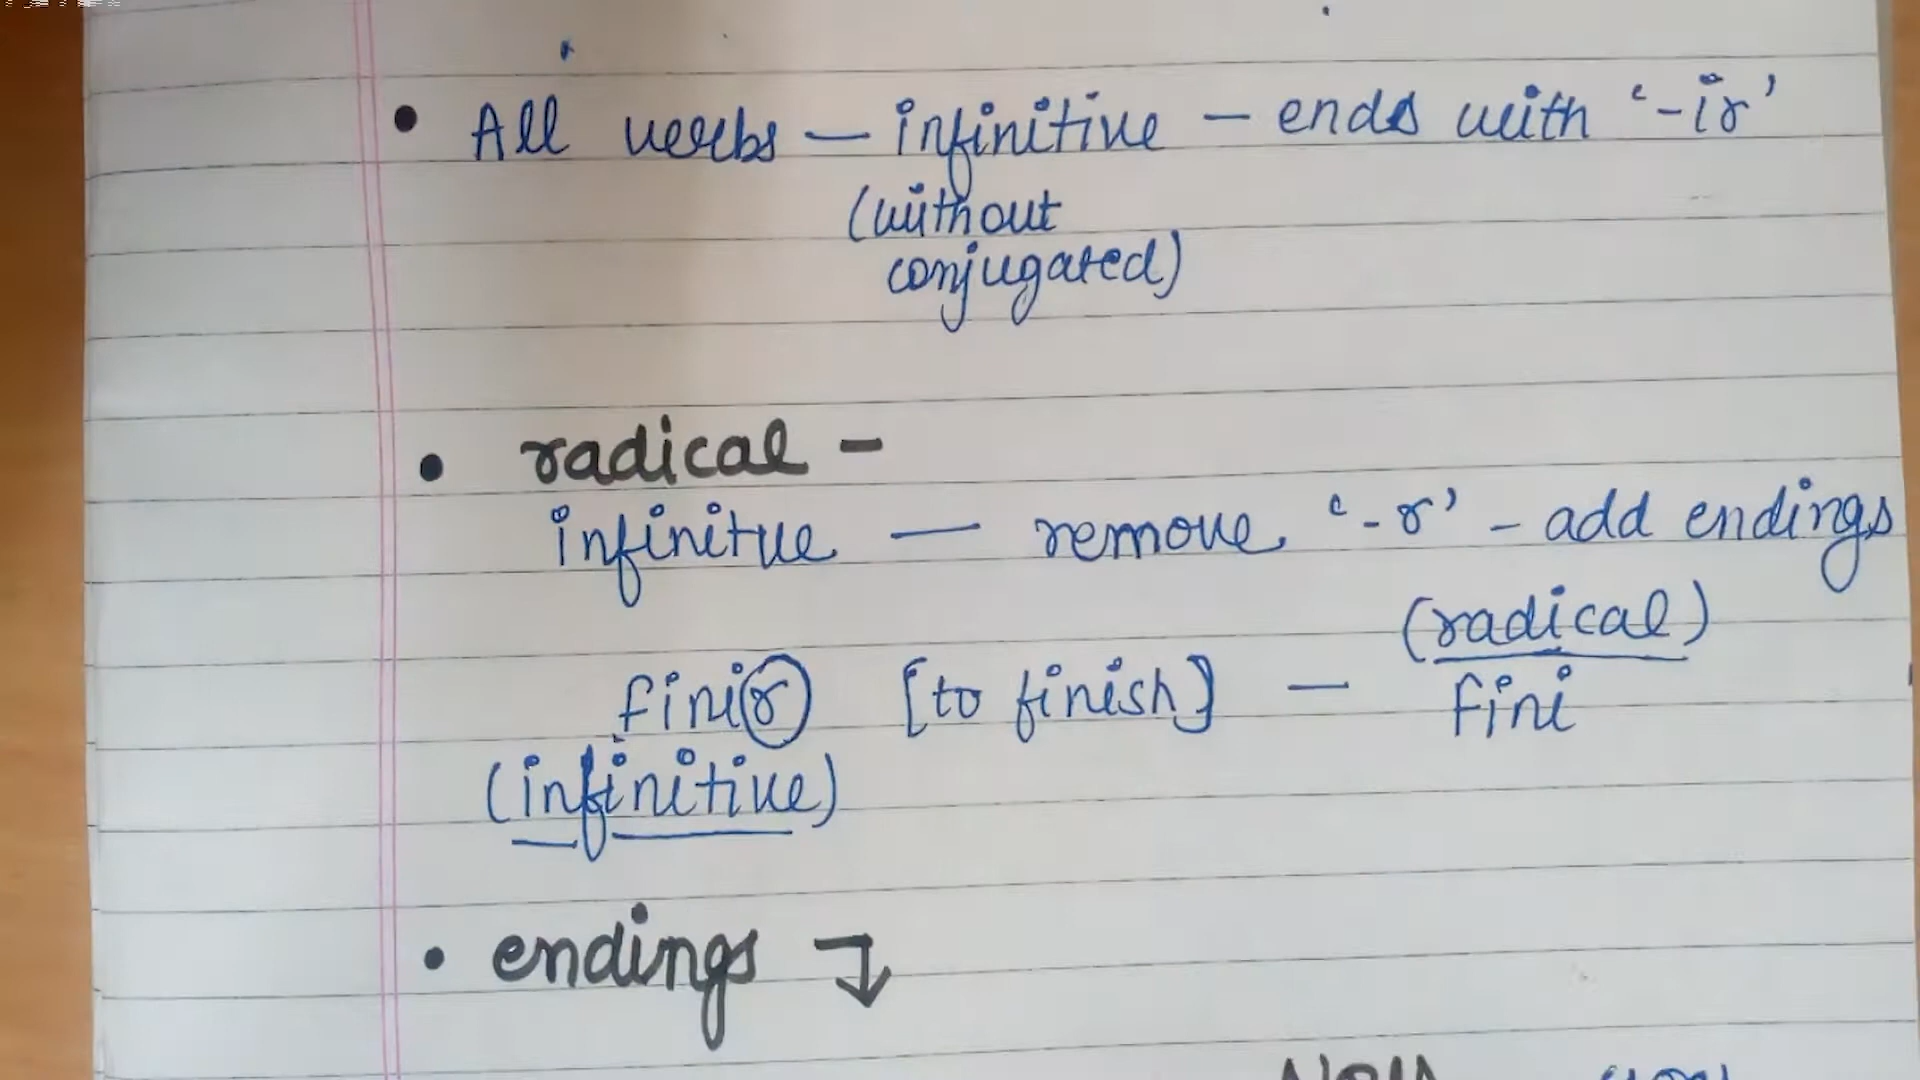 • All verbs — infinitive — ends with ‘-ir’
(without
conjugated)
• radical -
infinitve — remove ‘-r’ - add endings
(radical)
finir [to finish] — fini
(infinitive)
• endings ↴